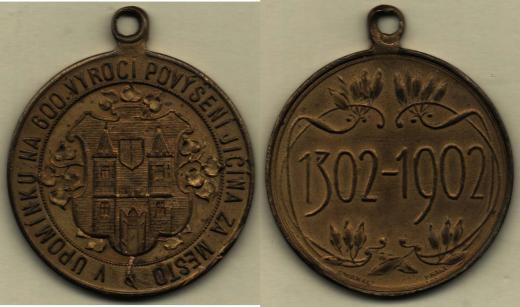 V UPOMÍNKU NA 600. VÝROČÍ POVÝŠENÍ JIČÍNA ZA MĚSTO
1302-1902